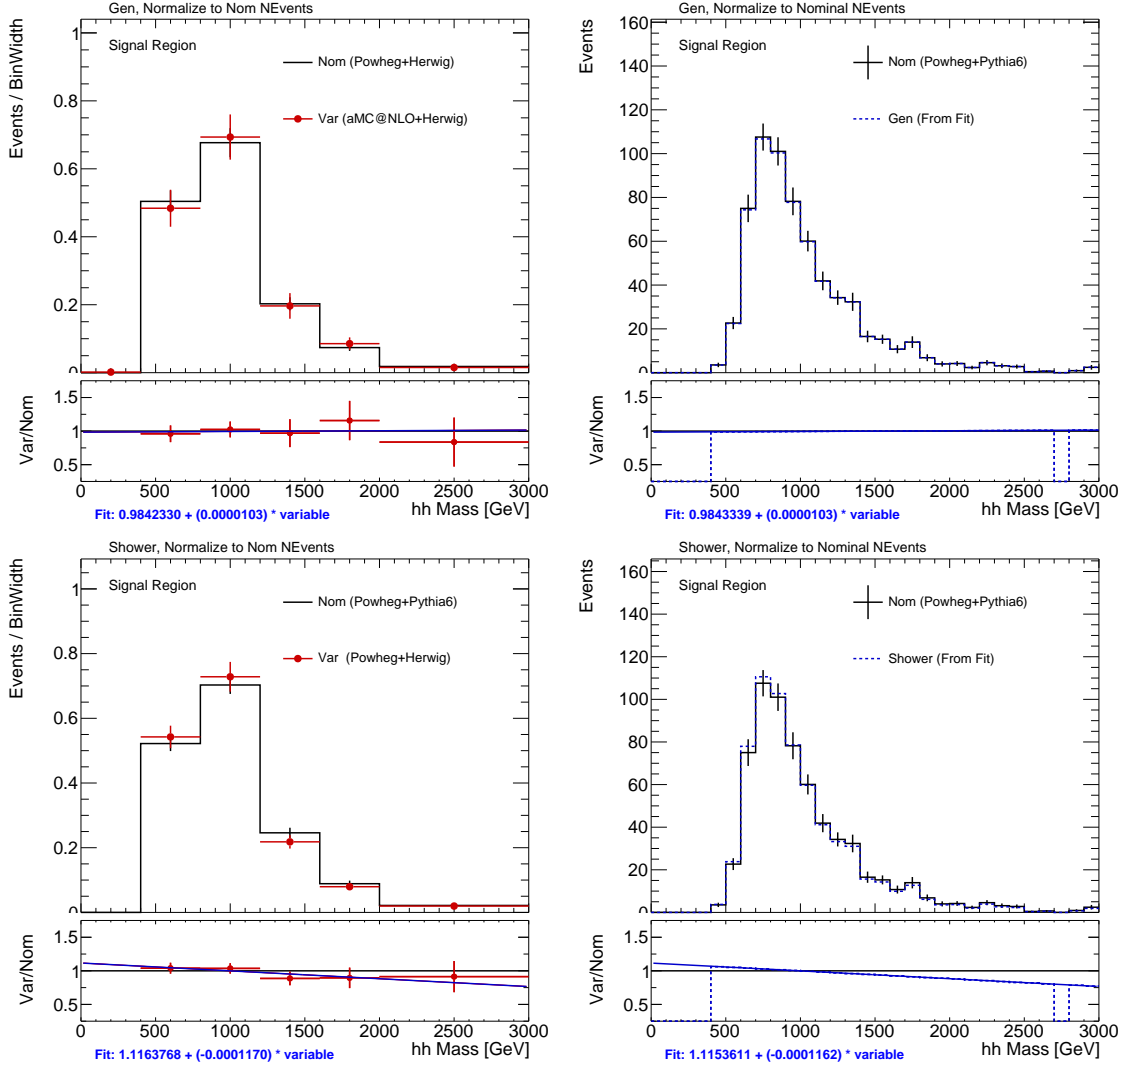 Gen, Normalize to Nom NEvents
Events / BinWidth
Signal Region
Nom (Powheg+Herwig)
Var (aMC@NLO+Herwig)
1
0.8
0.6
0.4
0.2
0
Var/Nom
1.5
1
0.5
0 500 1000 1500 2000 2500 3000
hh Mass [GeV]
Fit: 0.9842330 + (0.0000103) * variable
Gen, Normalize to Nominal NEvents
Events
Signal Region
Nom (Powheg+Pythia6)
Gen (From Fit)
160
140
120
100
80
60
40
20
0
Var/Nom
1.5
1
0.5
0 500 1000 1500 2000 2500 3000
hh Mass [GeV]
Fit: 0.9843339 + (0.0000103) * variable
Shower, Normalize to Nom NEvents
Events / BinWidth
Signal Region
Nom (Powheg+Pythia6)
Var (Powheg+Herwig)
1
0.8
0.6
0.4
0.2
0
Var/Nom
1.5
1
0.5
0 500 1000 1500 2000 2500 3000
hh Mass [GeV]
Fit: 1.1163768 + (-0.0001170) * variable
Shower, Normalize to Nominal NEvents
Events
Signal Region
Nom (Powheg+Pythia6)
Shower (From Fit)
160
140
120
100
80
60
40
20
0
Var/Nom
1.5
1
0.5
0 500 1000 1500 2000 2500 3000
hh Mass [GeV]
Fit: 1.1153611 + (-0.0001162) * variable